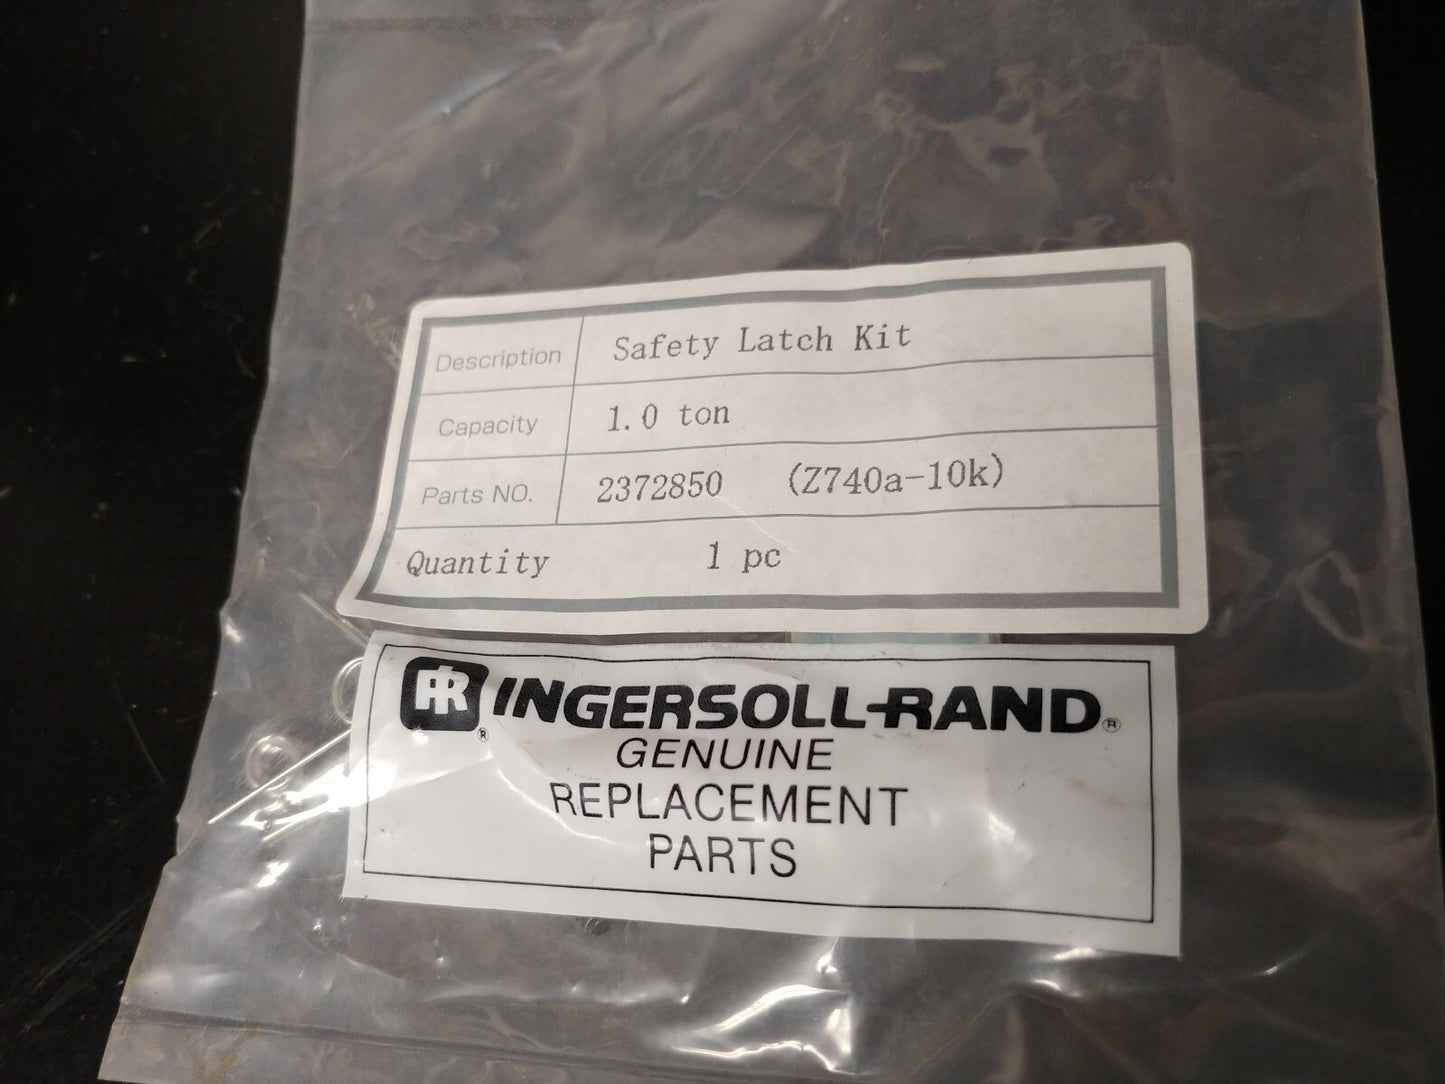 Description Safety Latch Kit
Capacity 1.0 ton
Parts NO. 2372850 (Z740a-10k)
Quantity 1 pc
IR® INGERSOLL-RAND®
GENUINE
REPLACEMENT
PARTS